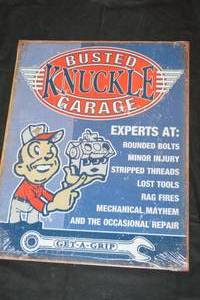 BUSTED
KNUCKLE
GARAGE
EXPERTS AT:
ROUNDED BOLTS
MINOR INJURY
STRIPPED THREADS
LOST TOOLS
RAG FIRES
MECHANICAL MAYHEM
AND THE OCCASIONAL REPAIR
GET-A-GRIP